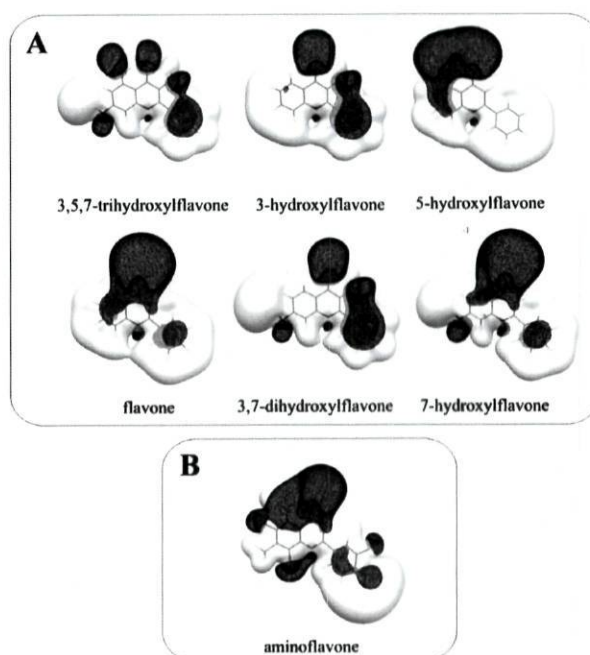 A
3,5,7-trihydroxylflavone 3-hydroxylflavone 5-hydroxylflavone
flavone 3,7-dihydroxylflavone 7-hydroxylflavone
B
aminoflavone